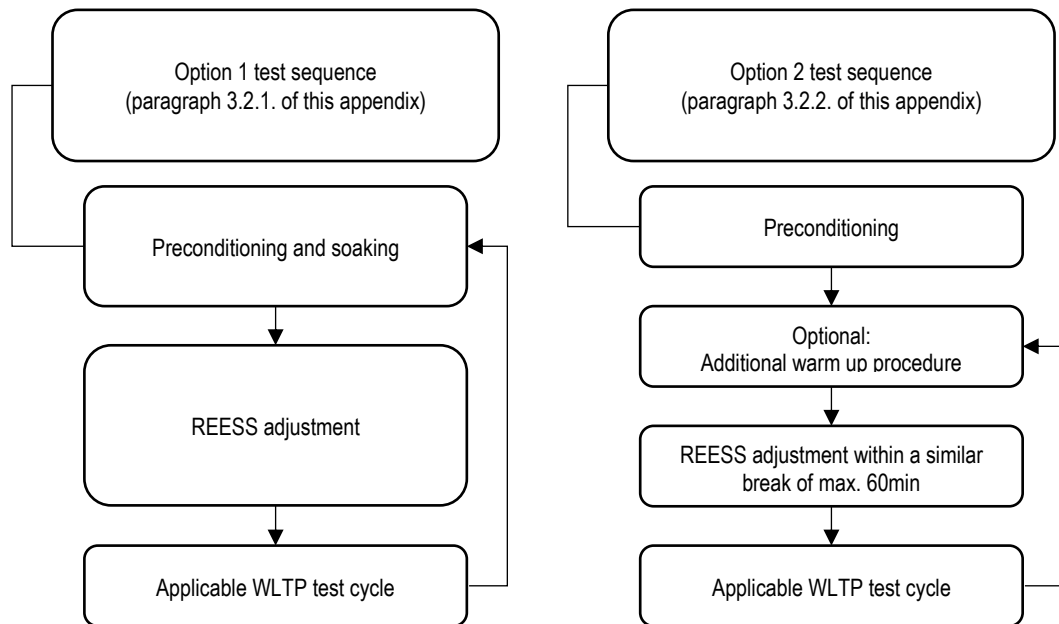 Option 1 test sequence
(paragraph 3.2.1. of this appendix)
Preconditioning and soaking
REESS adjustment
Applicable WLTP test cycle
Option 2 test sequence
(paragraph 3.2.2. of this appendix)
Preconditioning
Optional:
Additional warm up procedure
REESS adjustment within a similar
break of max. 60min
Applicable WLTP test cycle